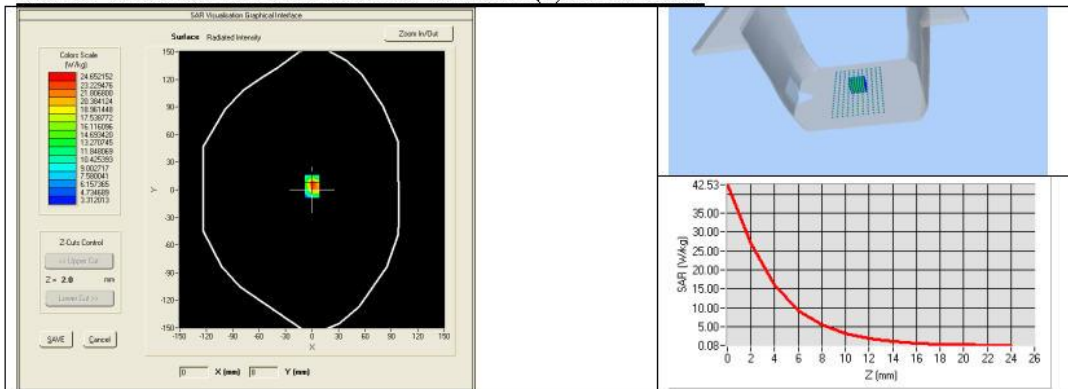 SAR Visualisation Graphical Interface
Surface Radiated Intensity
Zoom In/Out
Colors Scale
(W/kg)
24.652152
23.229476
21.806800
20.384124
18.961448
17.538772
16.116096
14.693420
13.270745
11.848069
10.425393
9.002717
7.580041
6.157365
4.734689
3.312013
Z-Cuts Control
<< Upper Cut
Z = 2.0 mm
Lower Cut >>
SAVE Cancel
150
120
90
60
30
0
-30
-60
-90
-120
-150
Y
-150 -120 -90 -60 -30 0 30 60 90 120 150
X
0 X (mm) 8 Y (mm)
42.53
35.00
30.00
25.00
20.00
15.00
10.00
5.00
0.08
SAR (W/kg)
0 2 4 6 8 10 12 14 16 18 20 22 24 26
Z (mm)